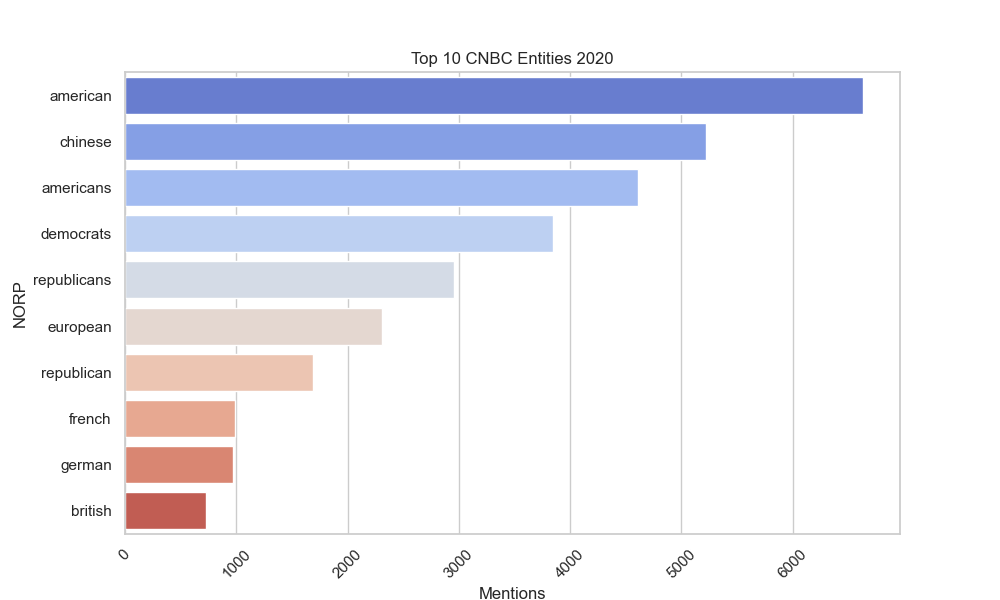 Top 10 CNBC Entities 2020
american
chinese
americans
democrats
republicans
european
republican
french
german
british
NORP
0
1000
2000
3000
4000
5000
6000
Mentions